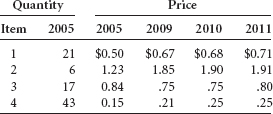 Quantity Price
Item 2005 2005 2009 2010 2011
1 21 $0.50 $0.67 $0.68 $0.71
2 6 1.23 1.85 1.90 1.91
3 17 0.84 .75 .75 .80
4 43 0.15 .21 .25 .25